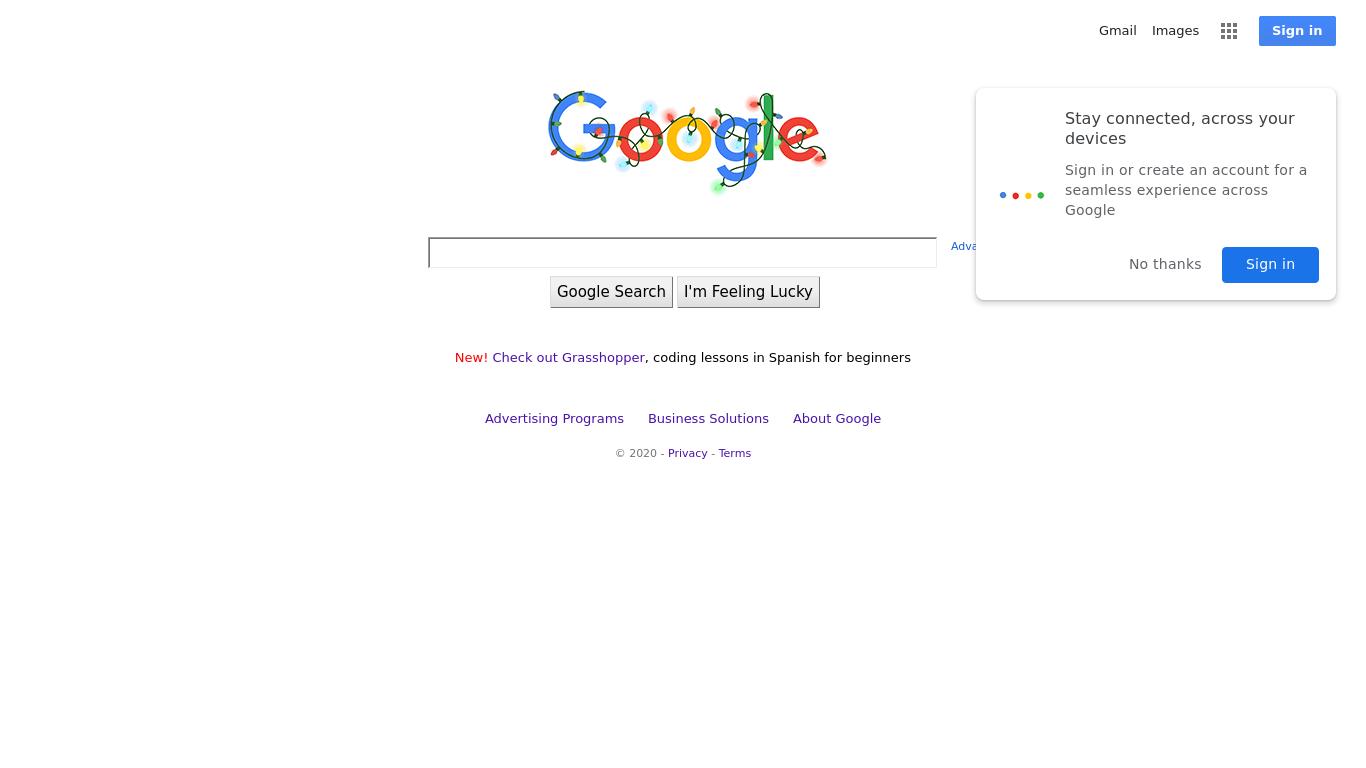 Gmail Images Sign in
Google
Stay connected, across your
devices
Sign in or create an account for a
seamless experience across
Google
No thanks Sign in
Adva
Google Search I'm Feeling Lucky
New! Check out Grasshopper, coding lessons in Spanish for beginners
Advertising Programs Business Solutions About Google
© 2020 - Privacy - Terms